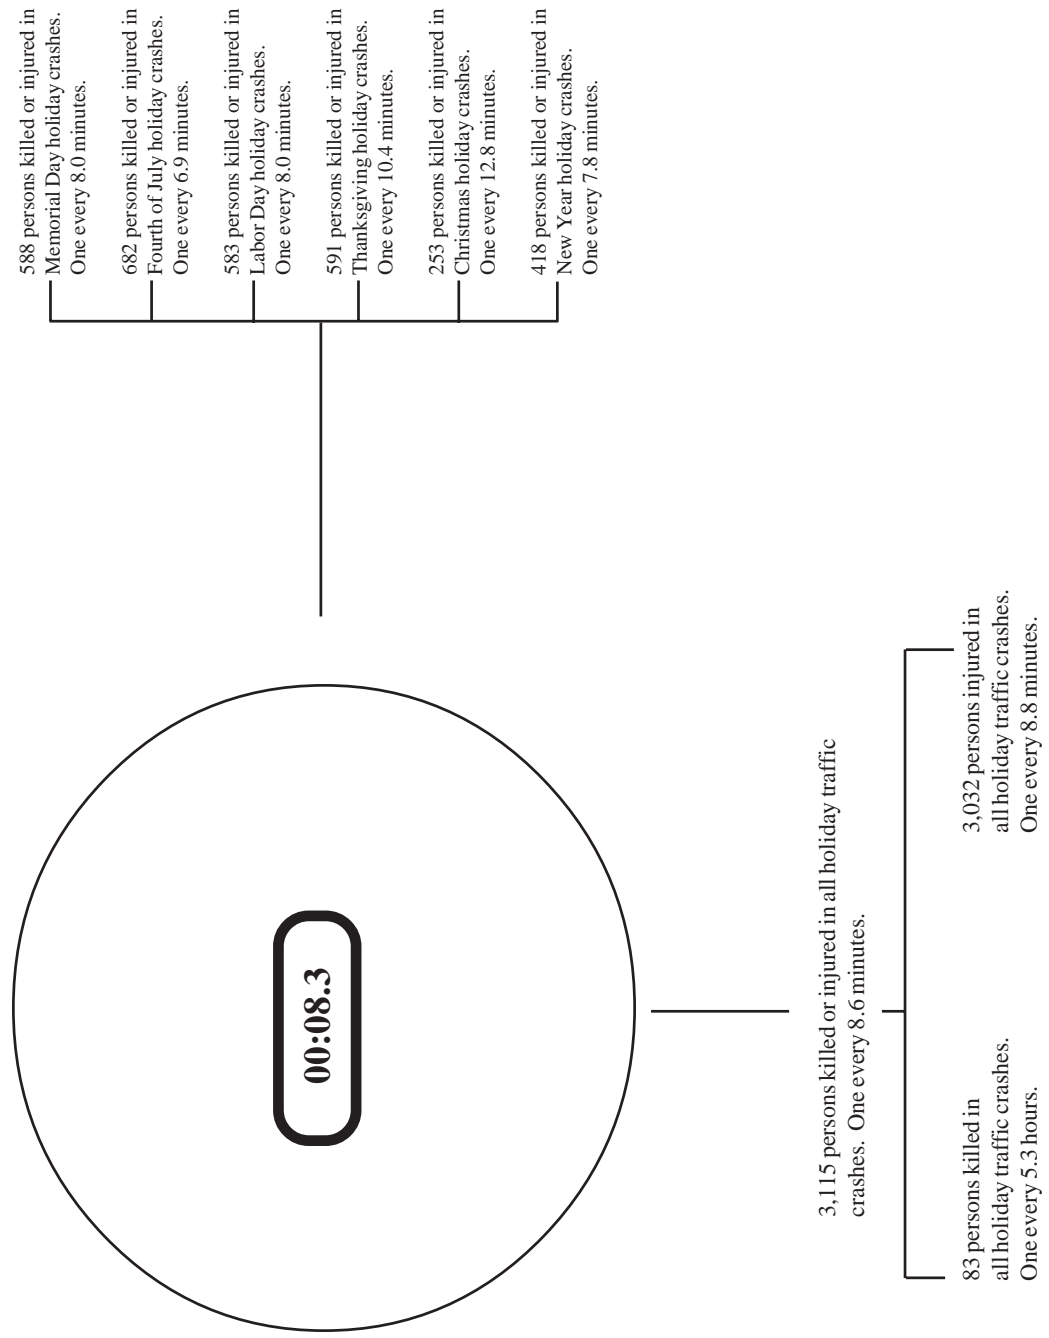 00:08.3
588 persons killed or injured in
Memorial Day holiday crashes.
One every 8.0 minutes.
682 persons killed or injured in
Fourth of July holiday crashes.
One every 6.9 minutes.
583 persons killed or injured in
Labor Day holiday crashes.
One every 8.0 minutes.
591 persons killed or injured in
Thanksgiving holiday crashes.
One every 10.4 minutes.
253 persons killed or injured in
Christmas holiday crashes.
One every 12.8 minutes.
418 persons killed or injured in
New Year holiday crashes.
One every 7.8 minutes.
3,115 persons killed or injured in all holiday traffic
crashes. One every 8.6 minutes.
83 persons killed in
all holiday traffic crashes.
One every 5.3 hours.
3,032 persons injured in
all holiday traffic crashes.
One every 8.8 minutes.